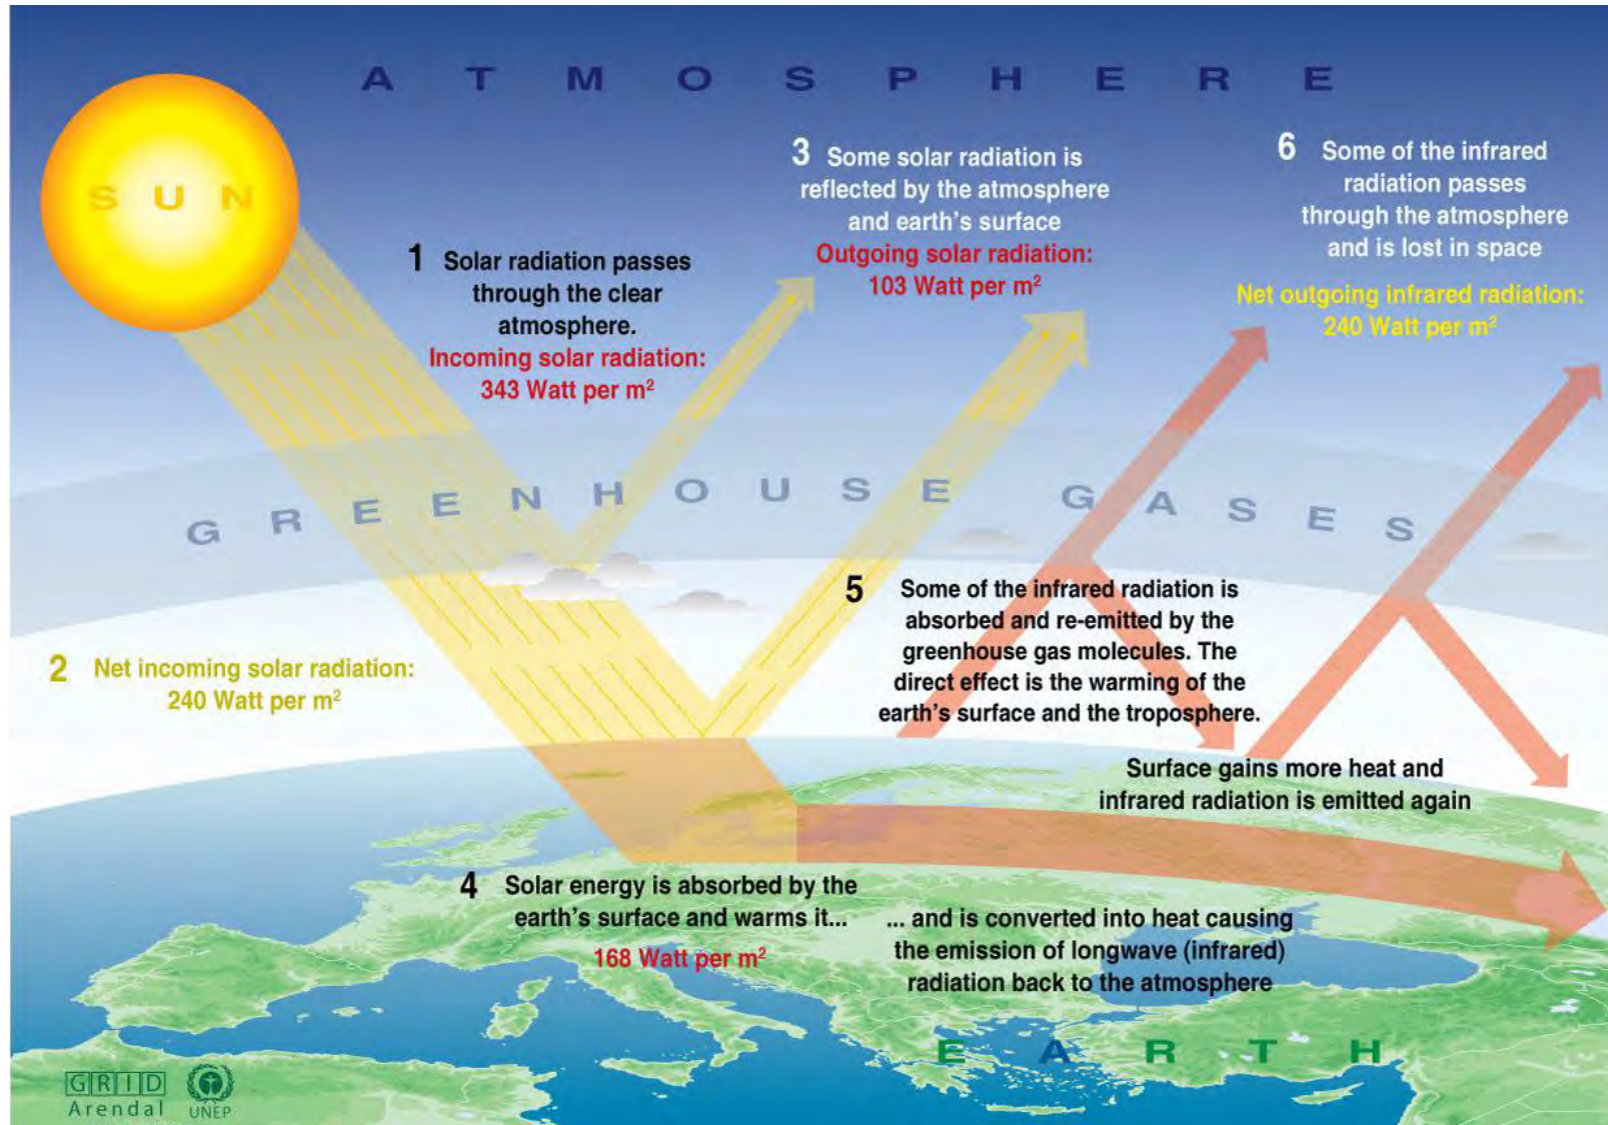 A T M O S P H E R E
S U N
1 Solar radiation passes
through the clear
atmosphere.
Incoming solar radiation:
343 Watt per m²
2 Net incoming solar radiation:
240 Watt per m²
3 Some solar radiation is
reflected by the atmosphere
and earth's surface
Outgoing solar radiation:
103 Watt per m²
6 Some of the infrared
radiation passes
through the atmosphere
and is lost in space
Net outgoing infrared radiation:
240 Watt per m²
G R E E N H O U S E G A S E S
5 Some of the infrared radiation is
absorbed and re-emitted by the
greenhouse gas molecules. The
direct effect is the warming of the
earth's surface and the troposphere.
Surface gains more heat and
infrared radiation is emitted again
4 Solar energy is absorbed by the
earth's surface and warms it...
168 Watt per m²
... and is converted into heat causing
the emission of longwave (infrared)
radiation back to the atmosphere
E A R T H
GRID
Arendal
UNEP